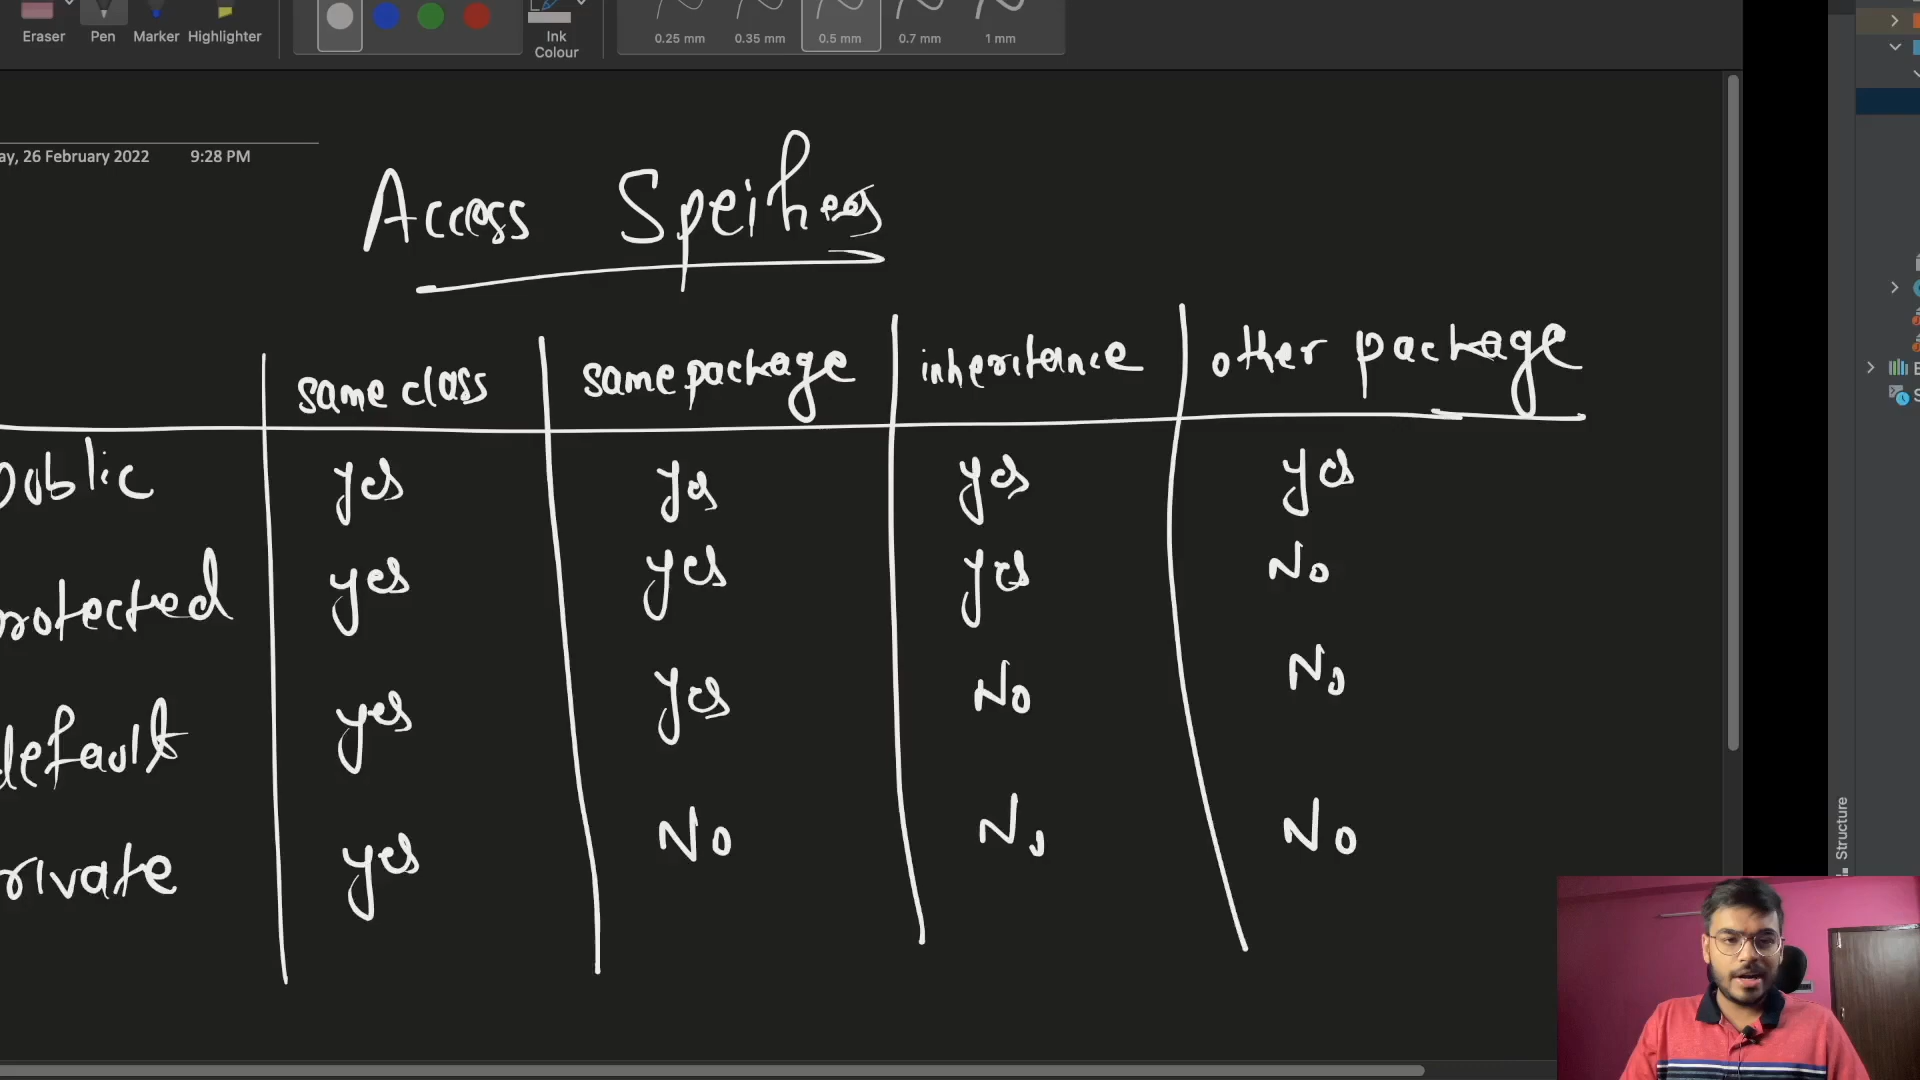 Eraser Pen Marker Highlighter Ink Colour 0.25 mm 0.35 mm 0.5 mm 0.7 mm 1 mm
ay, 26 February 2022 9:28 PM
Access
same class same package inheritance other package
public yes yes yes yes
rotected yes yes yes No
default yes yes No No
rivate yes No No No
Structure